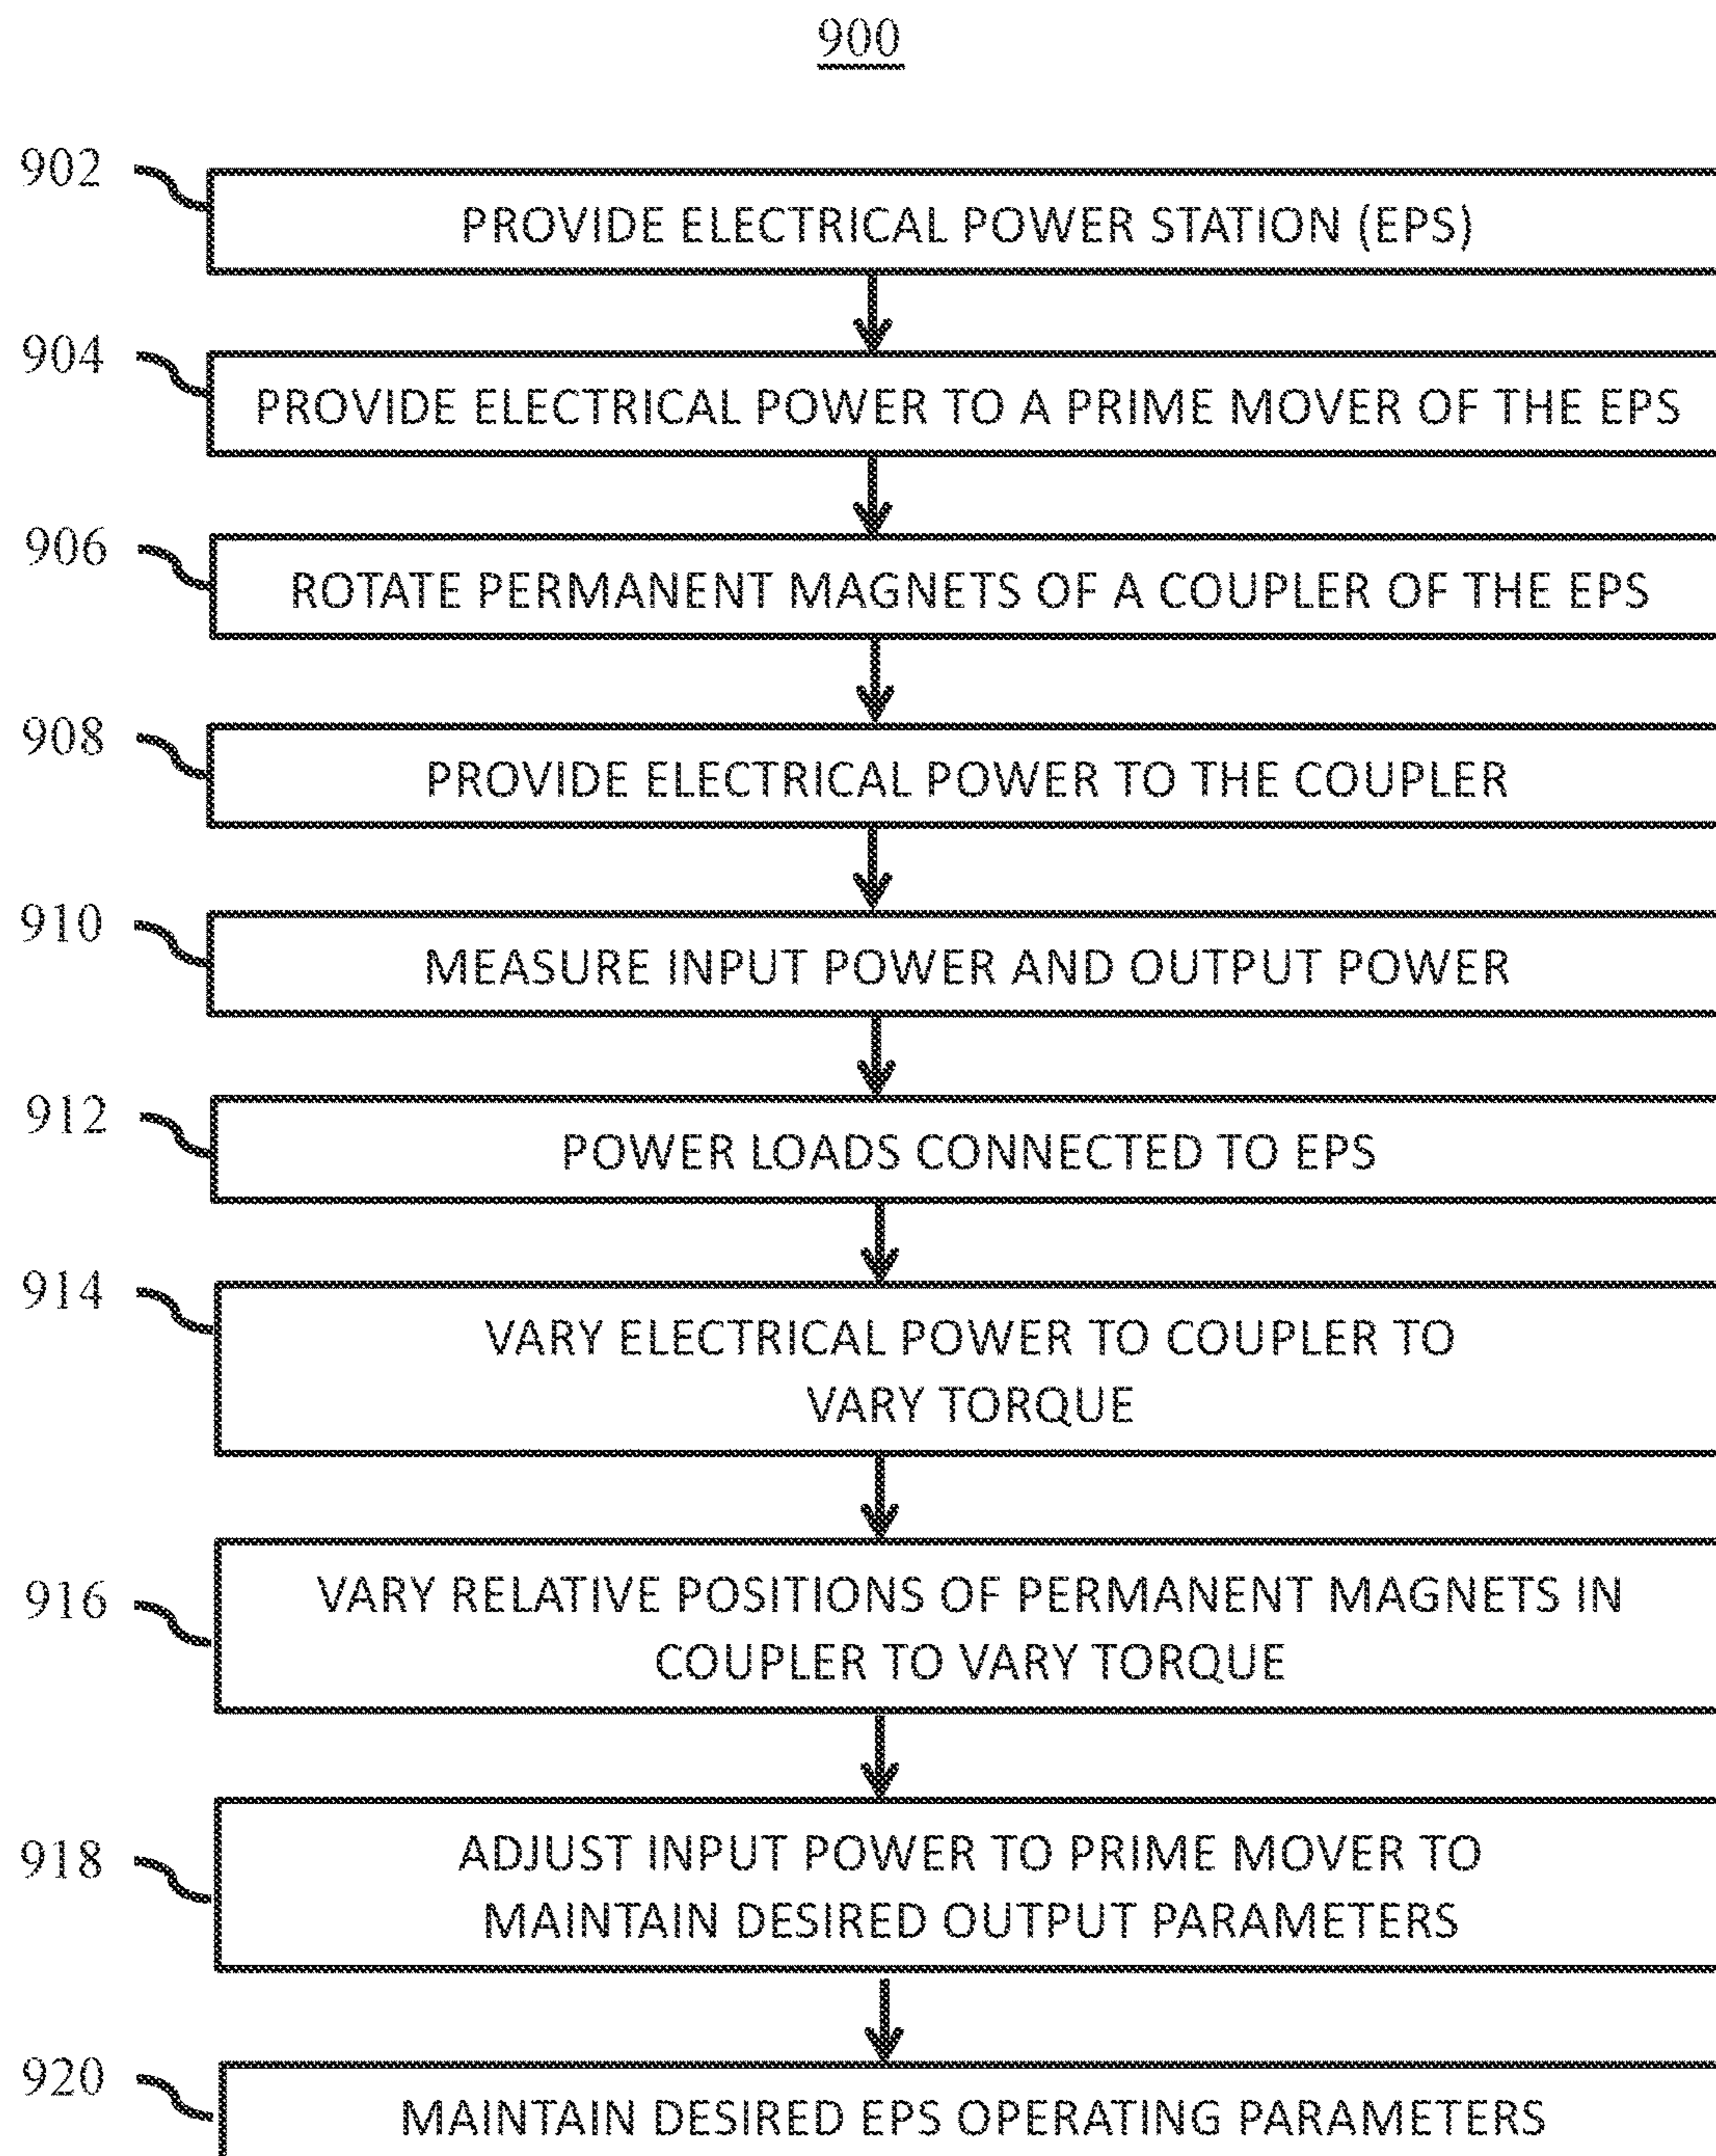 900
902
PROVIDE ELECTRICAL POWER STATION (EPS)
904
PROVIDE ELECTRICAL POWER TO A PRIME MOVER OF THE EPS
906
ROTATE PERMANENT MAGNETS OF A COUPLER OF THE EPS
908
PROVIDE ELECTRICAL POWER TO THE COUPLER
910
MEASURE INPUT POWER AND OUTPUT POWER
912
POWER LOADS CONNECTED TO EPS
914
VARY ELECTRICAL POWER TO COUPLER TO
VARY TORQUE
916
VARY RELATIVE POSITIONS OF PERMANENT MAGNETS IN
COUPLER TO VARY TORQUE
918
ADJUST INPUT POWER TO PRIME MOVER TO
MAINTAIN DESIRED OUTPUT PARAMETERS
920
MAINTAIN DESIRED EPS OPERATING PARAMETERS